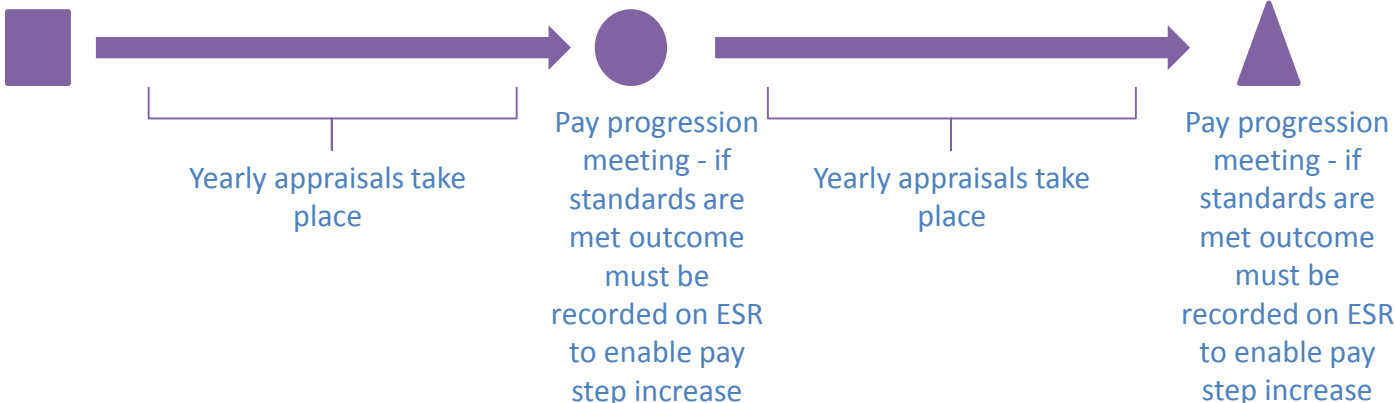 Yearly appraisals take
place
Pay progression
meeting - if
standards are
met outcome
must be
recorded on ESR
to enable pay
step increase
Yearly appraisals take
place
Pay progression
meeting - if
standards are
met outcome
must be
recorded on ESR
to enable pay
step increase